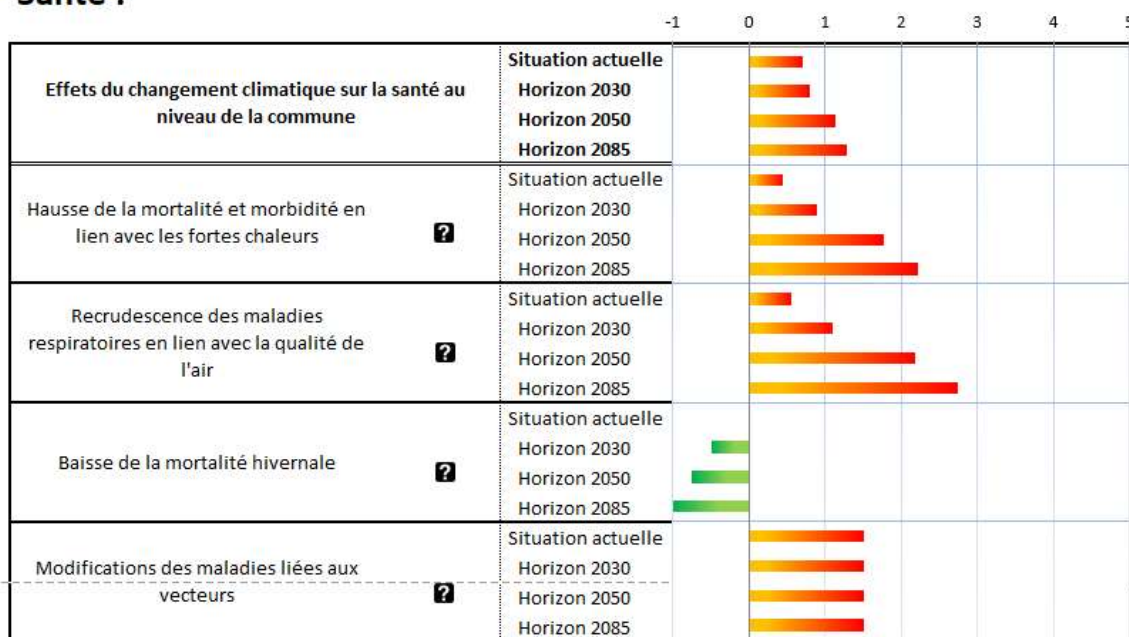 Santé :
-1 0 1 2 3 4 5
Effets du changement climatique sur la santé au
niveau de la commune
Situation actuelle
Horizon 2030
Horizon 2050
Horizon 2085
Hausse de la mortalité et morbidité en
lien avec les fortes chaleurs
?
Situation actuelle
Horizon 2030
Horizon 2050
Horizon 2085
Recrudescence des maladies
respiratoires en lien avec la qualité de
l'air
?
Situation actuelle
Horizon 2030
Horizon 2050
Horizon 2085
Baisse de la mortalité hivernale
?
Situation actuelle
Horizon 2030
Horizon 2050
Horizon 2085
Modifications des maladies liées aux
vecteurs
?
Situation actuelle
Horizon 2030
Horizon 2050
Horizon 2085